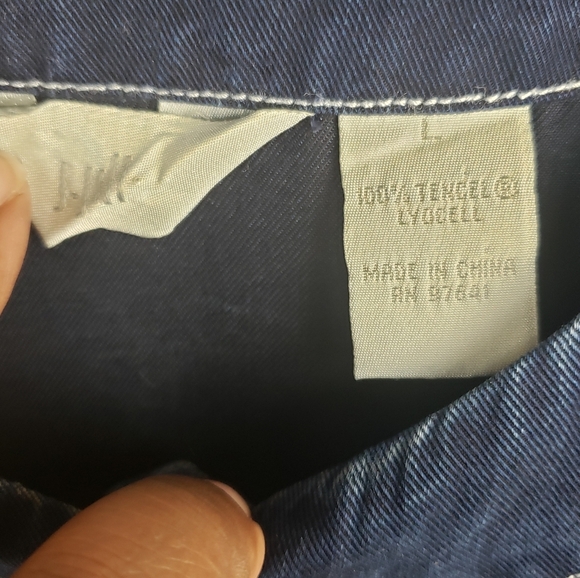 L
100% TENCEL®
LYOCELL
MADE IN CHINA
RN 97641